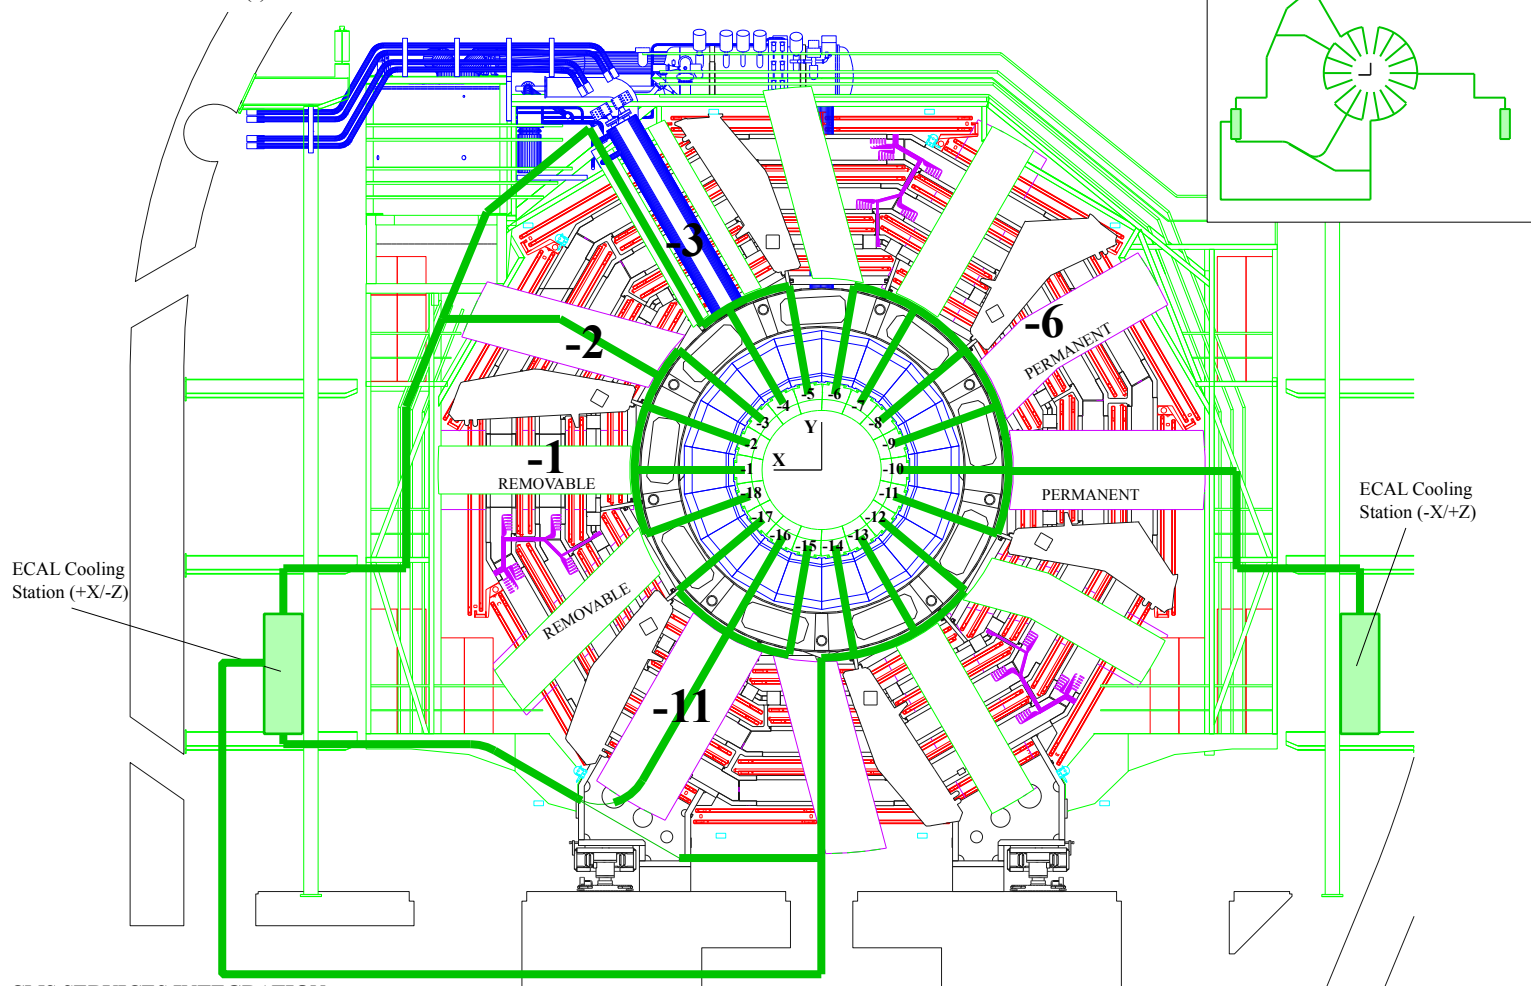 -3
-2
-6
PERMANENT
-1
REMOVABLE
PERMANENT
REMOVABLE
-11
-5
-6
-4
-7
-3
-8
-2
-9
-1
-10
-18
-11
-17
-12
-16
-13
-15
-14
Y
X
ECAL Cooling
Station (+X/-Z)
ECAL Cooling
Station (-X/+Z)